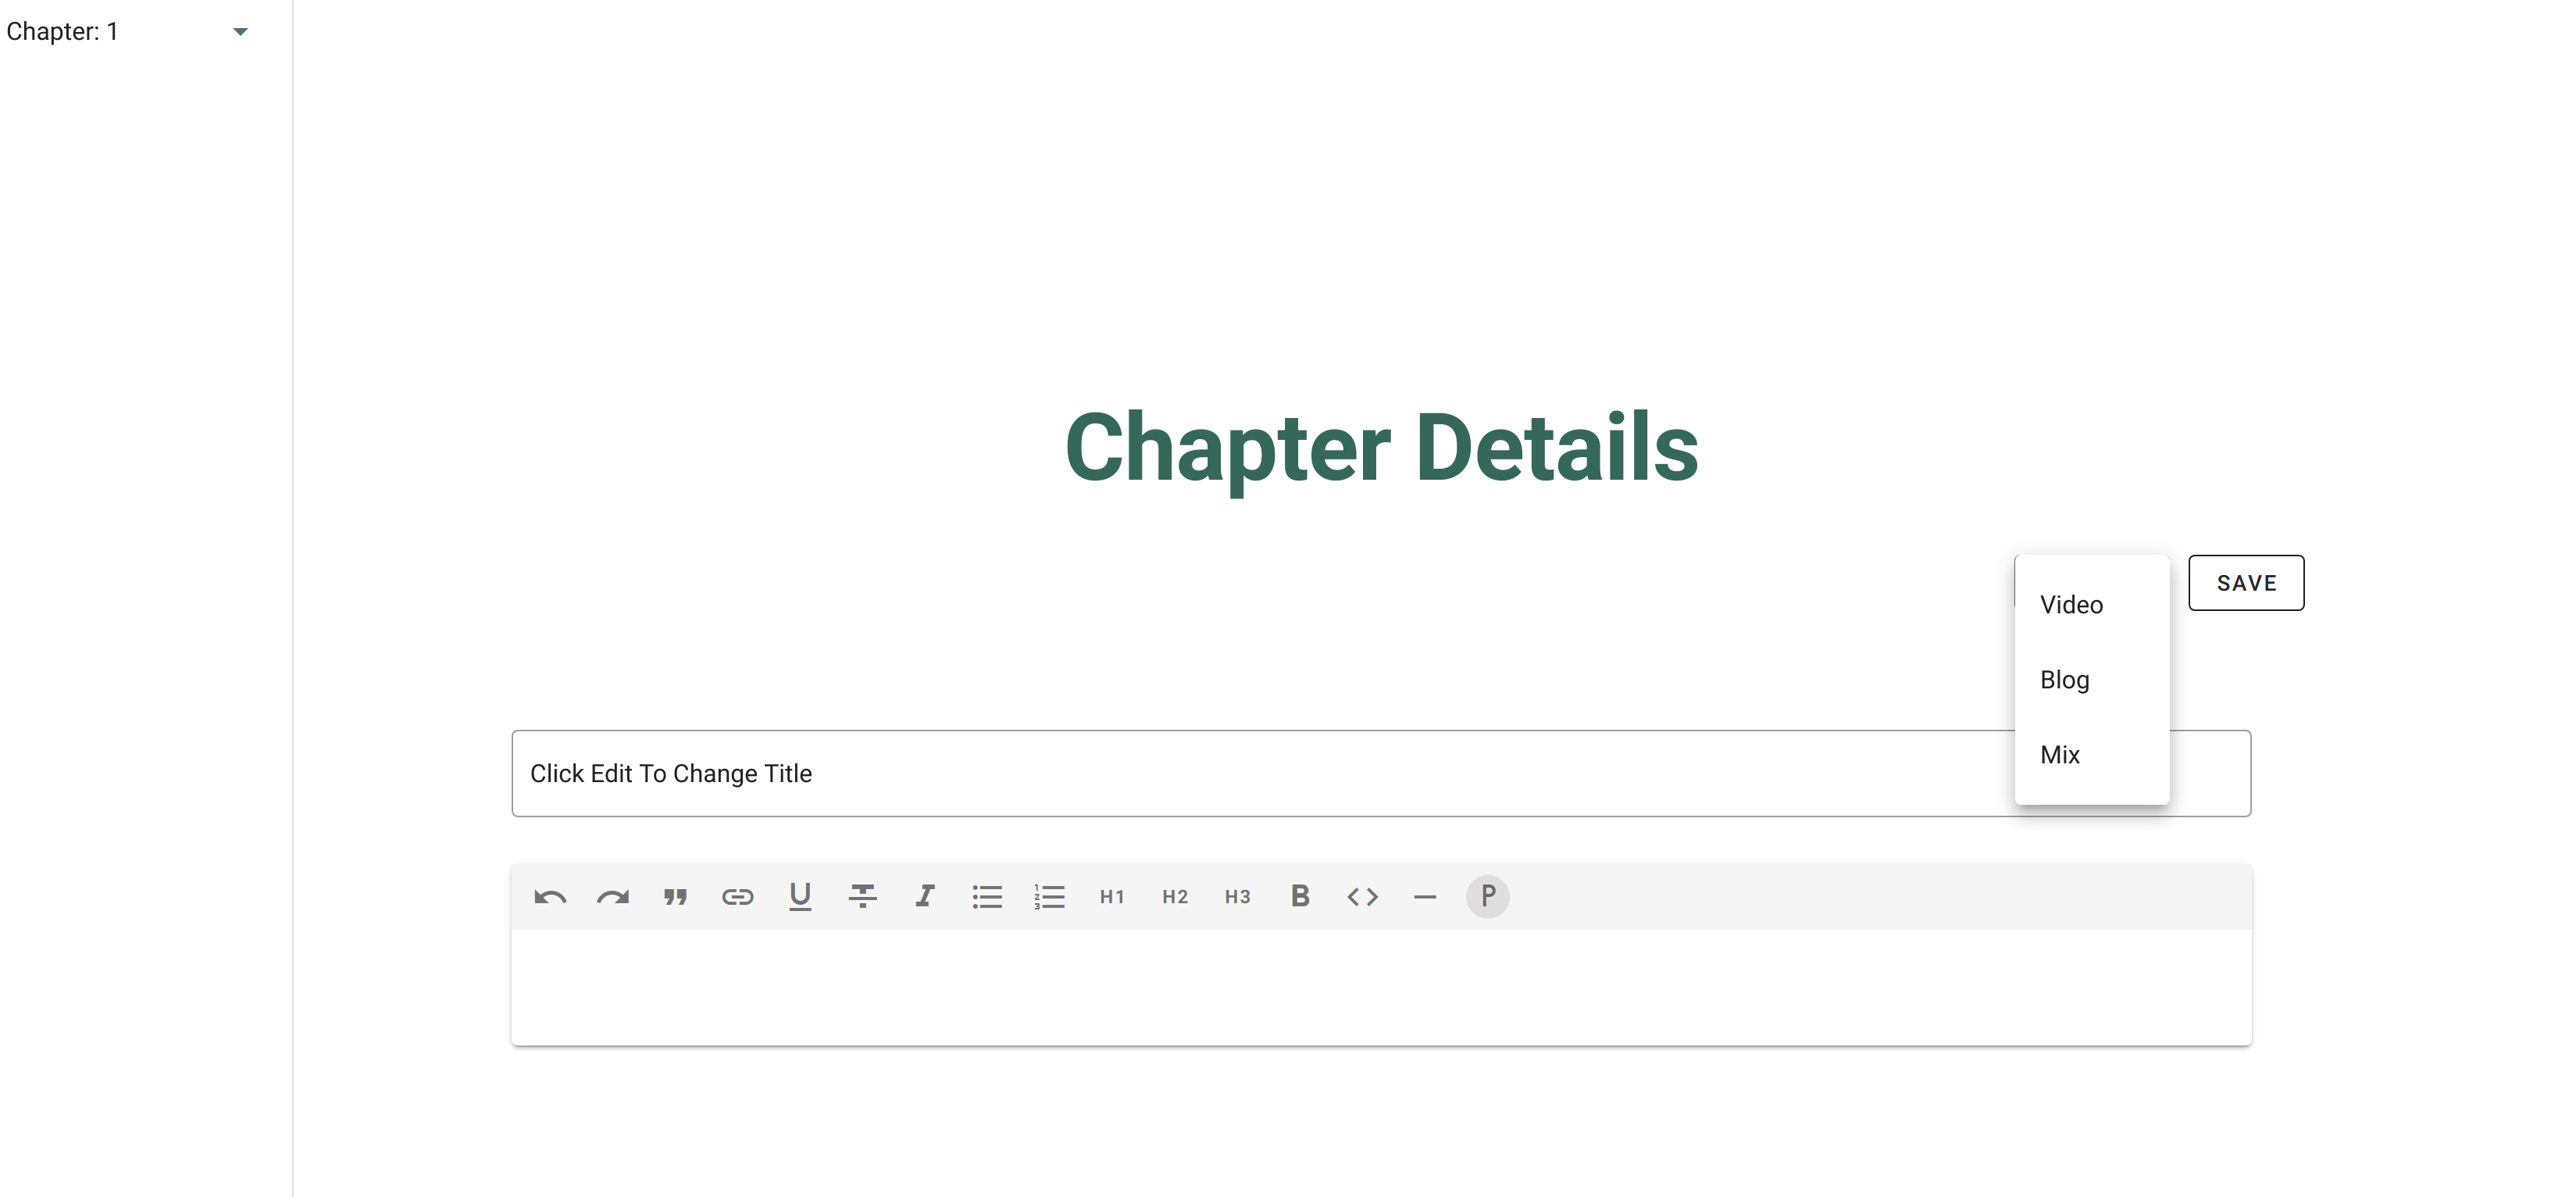 Chapter: 1
Chapter Details
SAVE
Video
Blog
Mix
Click Edit To Change Title
H1 H2 H3 B <> P